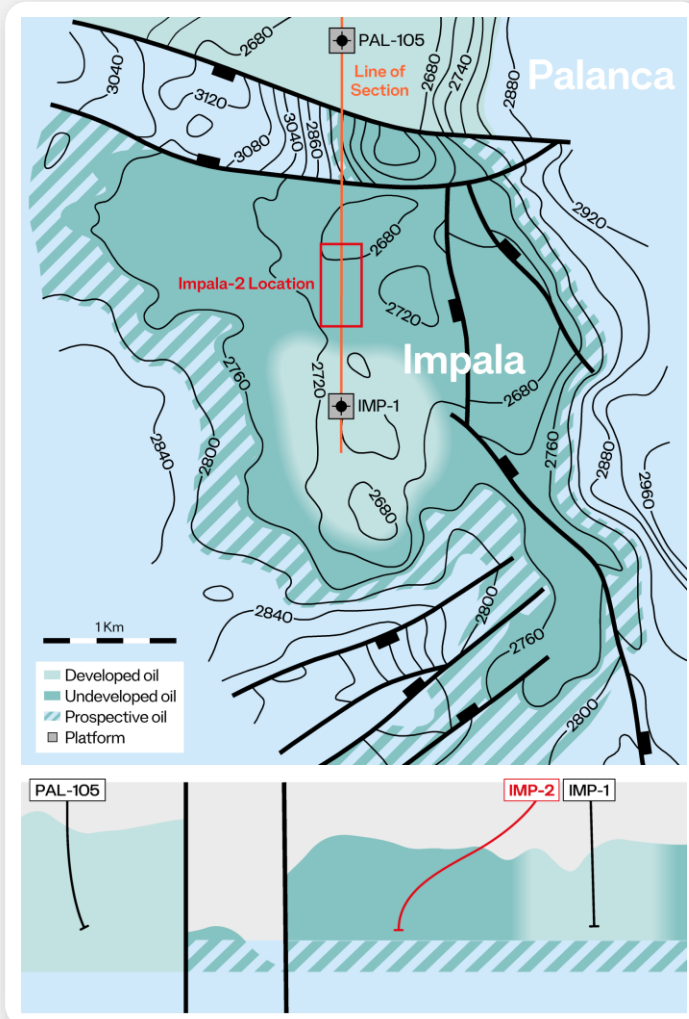 2680
PAL-105
2680
2740
2880
Palanca
3040
Line of
Section
3120
3080
3040
2860
2920
2680
Impala-2 Location
2720
Impala
2760
2720
2680
IMP-1
2840
2800
2760
2880
2960
2680
2840
2800
2760
2800
1 Km
Developed oil
Undeveloped oil
Prospective oil
Platform
PAL-105
IMP-2
IMP-1